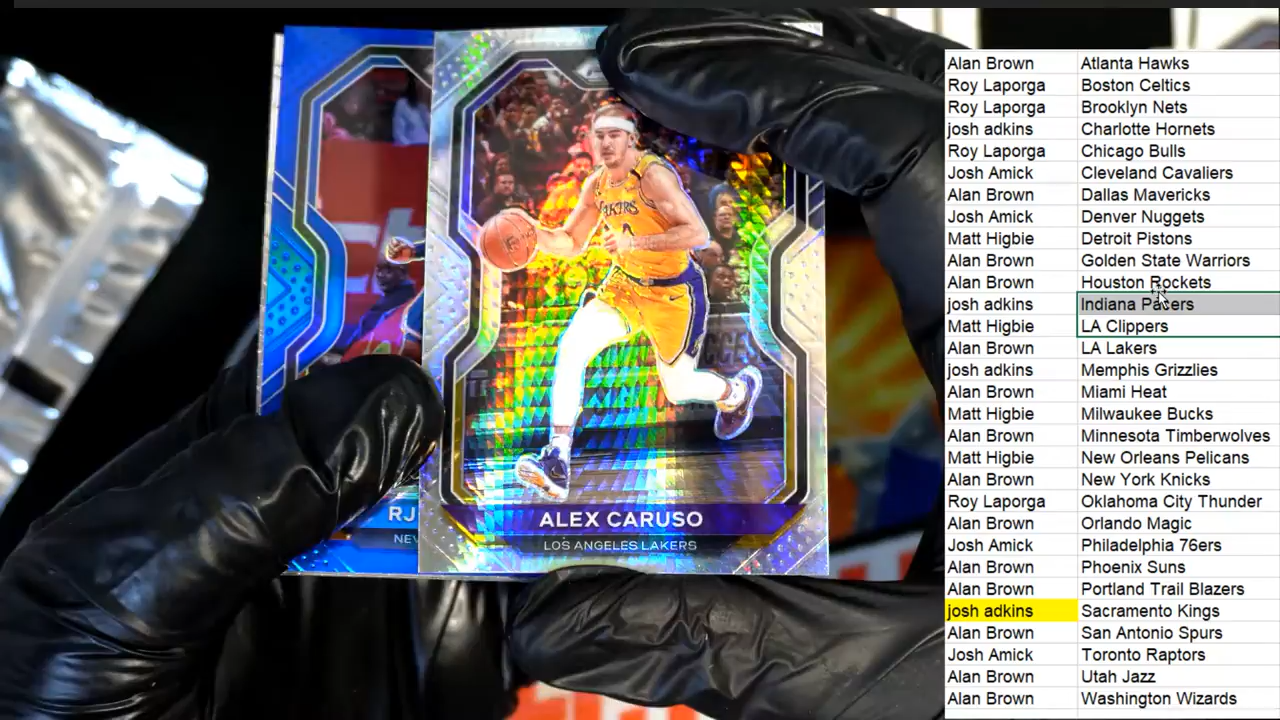 RJ
NEW
LAKERS
ALEX CARUSO
LOS ANGELES LAKERS
Alan Brown Atlanta Hawks
Roy Laporga Boston Celtics
Roy Laporga Brooklyn Nets
josh adkins Charlotte Hornets
Roy Laporga Chicago Bulls
Josh Amick Cleveland Cavaliers
Alan Brown Dallas Mavericks
Josh Amick Denver Nuggets
Matt Higbie Detroit Pistons
Alan Brown Golden State Warriors
Alan Brown Houston Rockets
josh adkins Indiana Pacers
Matt Higbie LA Clippers
Alan Brown LA Lakers
josh adkins Memphis Grizzlies
Alan Brown Miami Heat
Matt Higbie Milwaukee Bucks
Alan Brown Minnesota Timberwolves
Matt Higbie New Orleans Pelicans
Alan Brown New York Knicks
Roy Laporga Oklahoma City Thunder
Alan Brown Orlando Magic
Josh Amick Philadelphia 76ers
Alan Brown Phoenix Suns
Alan Brown Portland Trail Blazers
josh adkins Sacramento Kings
Alan Brown San Antonio Spurs
Josh Amick Toronto Raptors
Alan Brown Utah Jazz
Alan Brown Washington Wizards